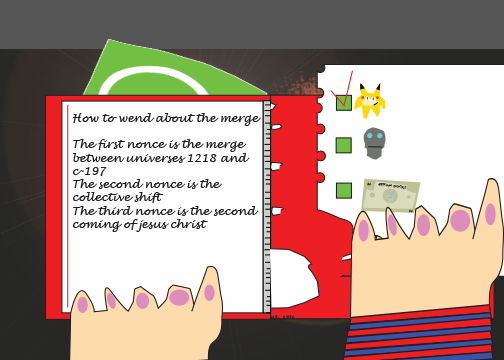 How to wend about the merge
The first nonce is the merge
between universes 1218 and
c-197
The second nonce is the
collective shift
The third nonce is the second
coming of jesus christ